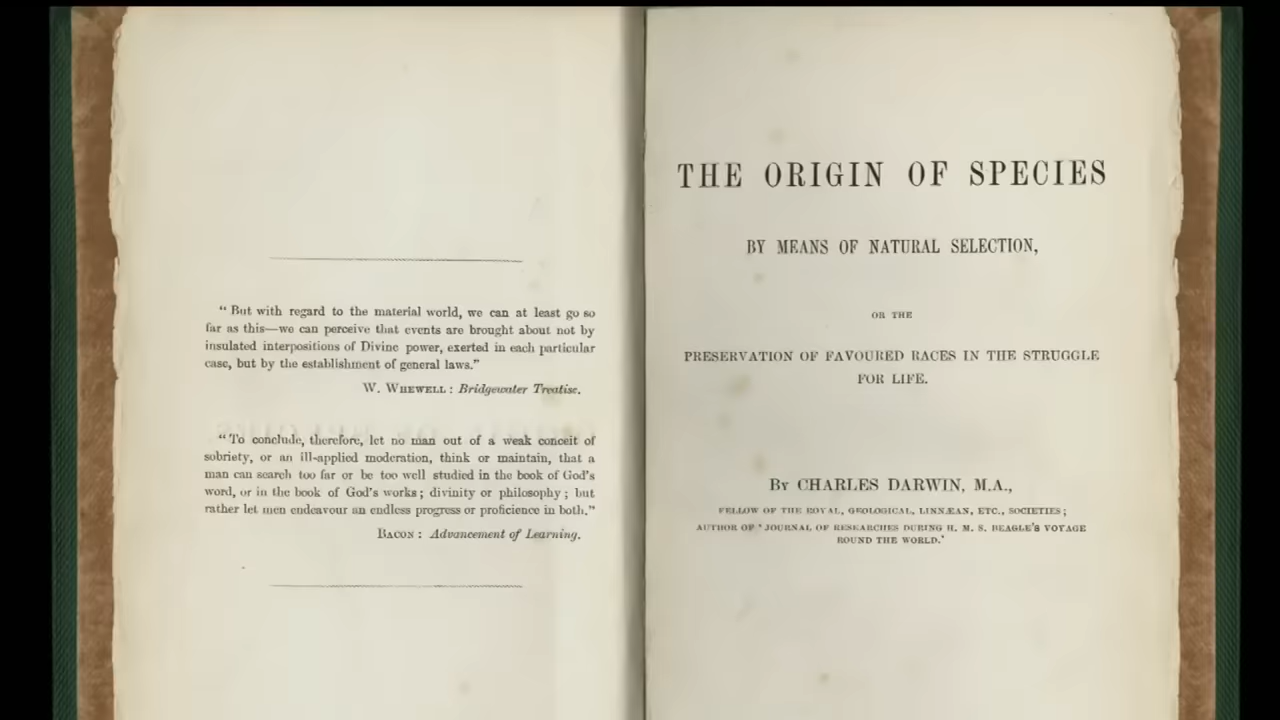 “ But with regard to the material world, we can at least go so
far as this—we can perceive that events are brought about not by
insulated interpositions of Divine power, exerted in each particular
case, but by the establishment of general laws.”
W. WHEWELL : Bridgewater Treatise.
“ To conclude, therefore, let no man out of a weak conceit of
sobriety, or an ill-applied moderation, think or maintain, that a
man can search too far or be too well studied in the book of God’s
word, or in the book of God’s works ; divinity or philosophy ; but
rather let men endeavour an endless progress or proficience in both.”
BACON : Advancement of Learning.
THE ORIGIN OF SPECIES
BY MEANS OF NATURAL SELECTION,
OR THE
PRESERVATION OF FAVOURED RACES IN THE STRUGGLE
FOR LIFE.
BY CHARLES DARWIN, M.A.,
FELLOW OF THE ROYAL, GEOLOGICAL, LINNÆAN, ETC., SOCIETIES ;
AUTHOR OF ‘ JOURNAL OF RESEARCHES DURING H. M. S. BEAGLE’S VOYAGE
ROUND THE WORLD.’